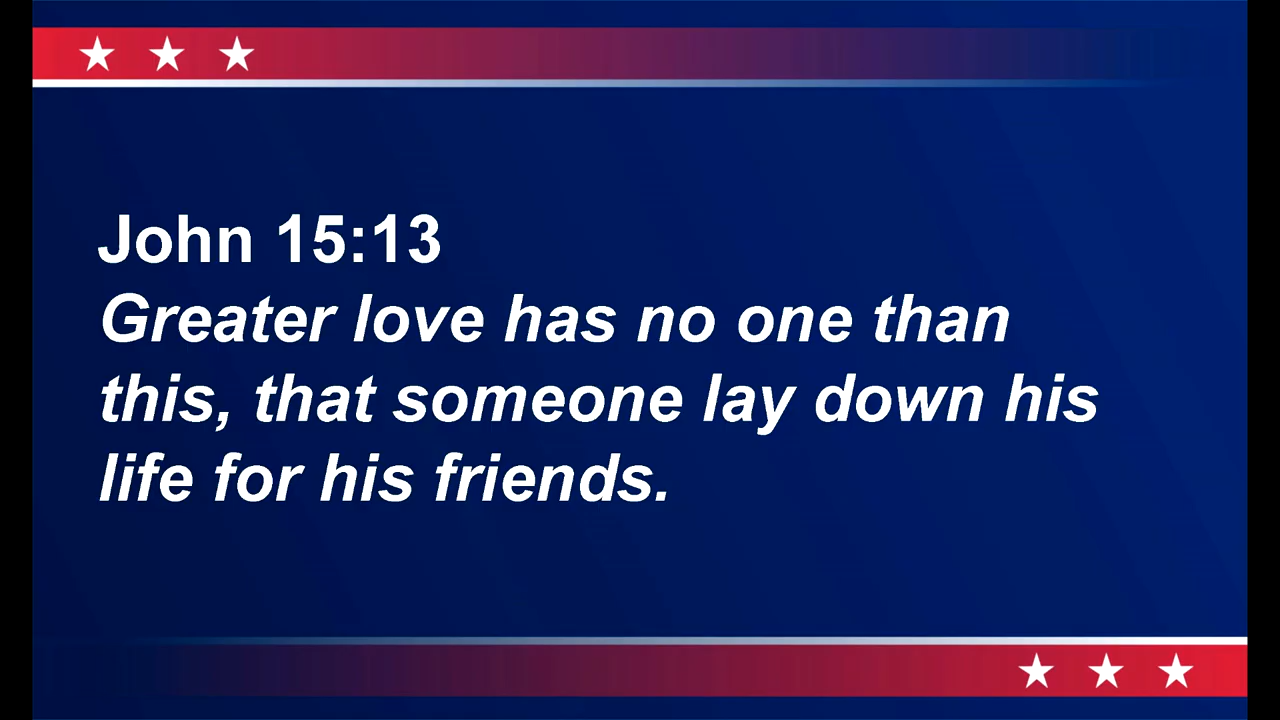 John 15:13
Greater love has no one than
this, that someone lay down his
life for his friends.